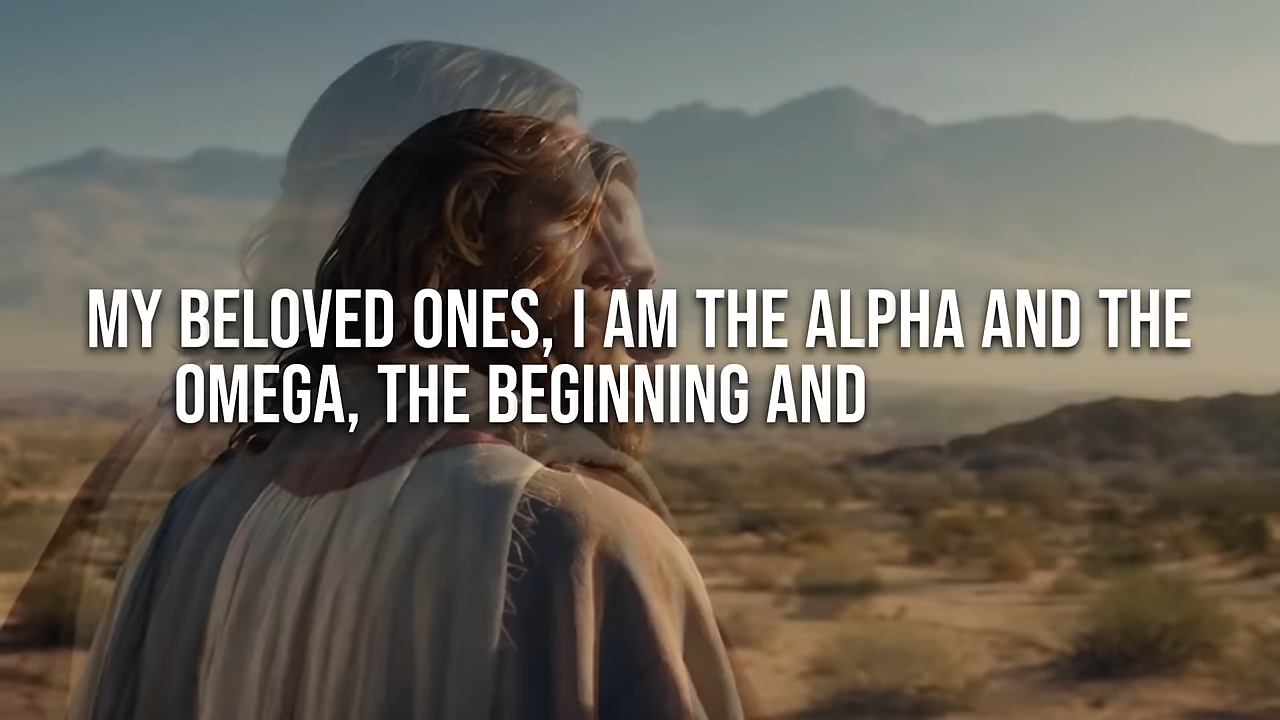 MY BELOVED ONES, I AM THE ALPHA AND THE
OMEGA, THE BEGINNING AND